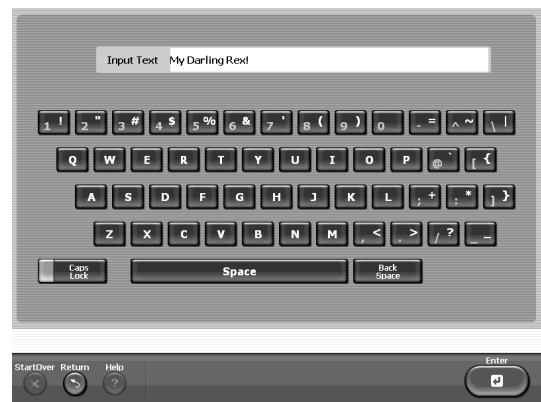 Input Text My Darling Rex!
1 ! 2 " 3 # 4 $ 5 % 6 & 7 ' 8 ( 9 ) 0 - = ^ ~ \ |
Q W E R T Y U I O P @ ` [ {
A S D F G H J K L ; + : * ] }
Z X C V B N M , < . > / ? _ _
Caps Lock Space Back Space
StartOver Return Help Enter